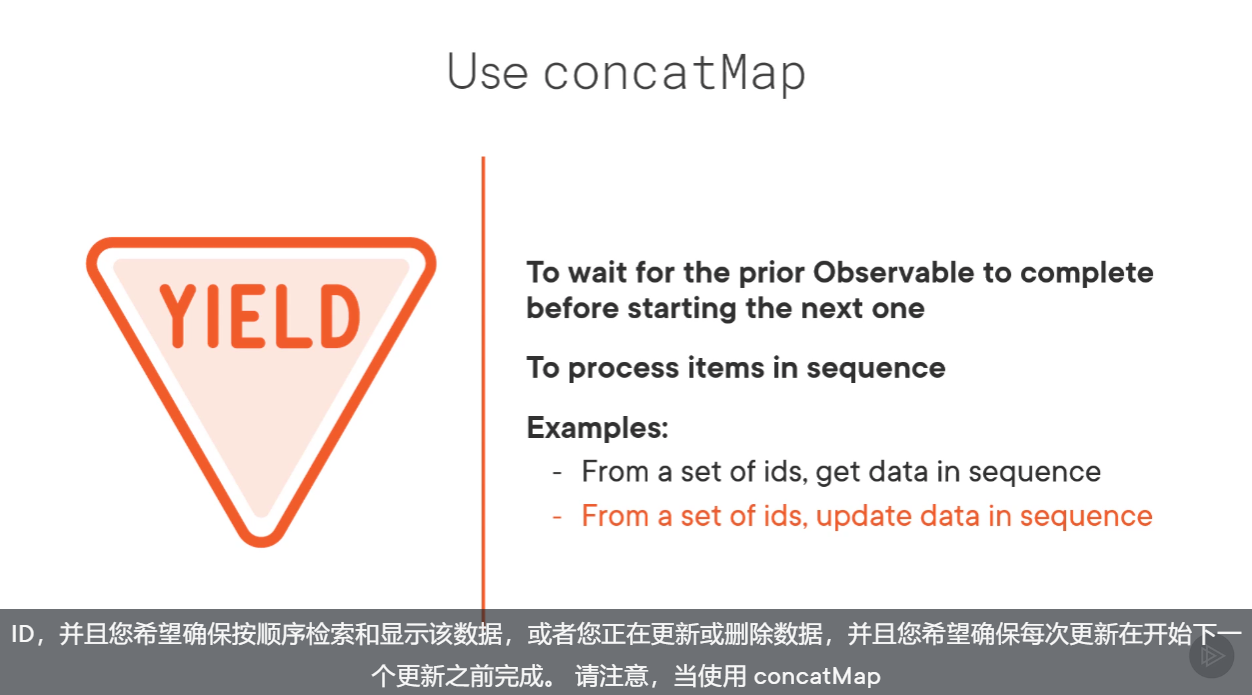 Use concatMap
YIELD
To wait for the prior Observable to complete
before starting the next one
To process items in sequence
Examples:
- From a set of ids, get data in sequence
- From a set of ids, update data in sequence
ID，并且您希望确保按顺序检索和显示该数据，或者您正在更新或删除数据，并且您希望确保每次更新在开始下一
个更新之前完成。 请注意，当使用 concatMap